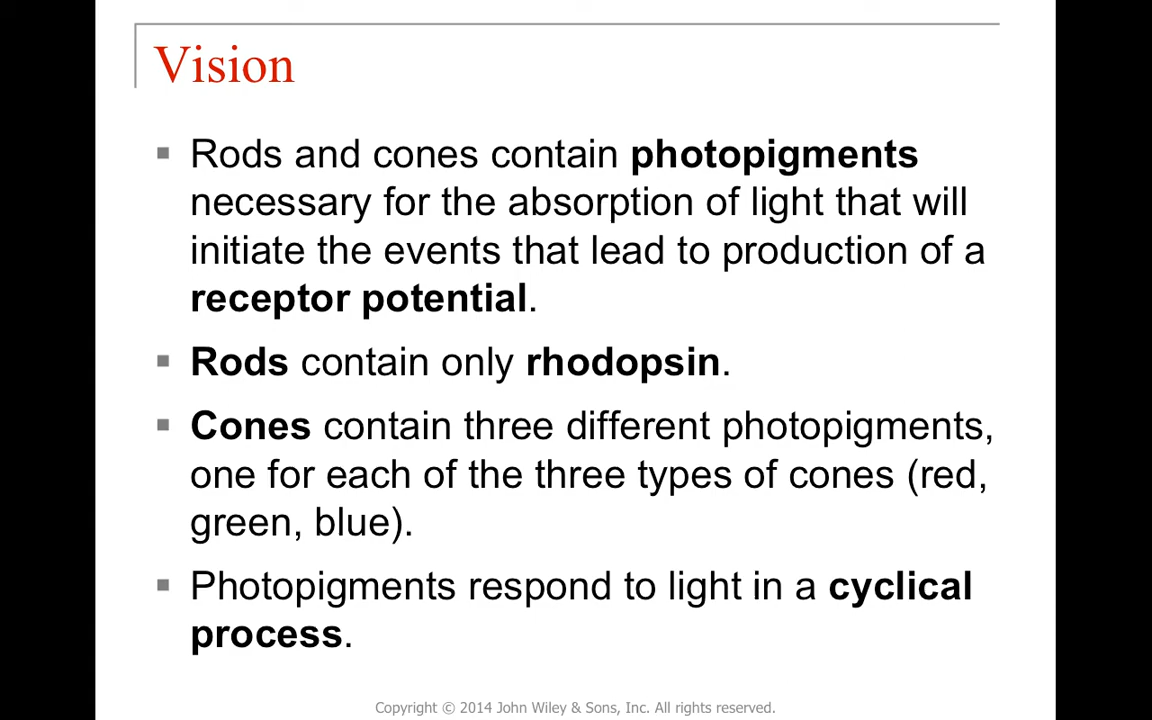 Vision
▪ Rods and cones contain photopigments
necessary for the absorption of light that will
initiate the events that lead to production of a
receptor potential.
▪ Rods contain only rhodopsin.
▪ Cones contain three different photopigments,
one for each of the three types of cones (red,
green, blue).
▪ Photopigments respond to light in a cyclical
process.
Copyright © 2014 John Wiley & Sons, Inc. All rights reserved.